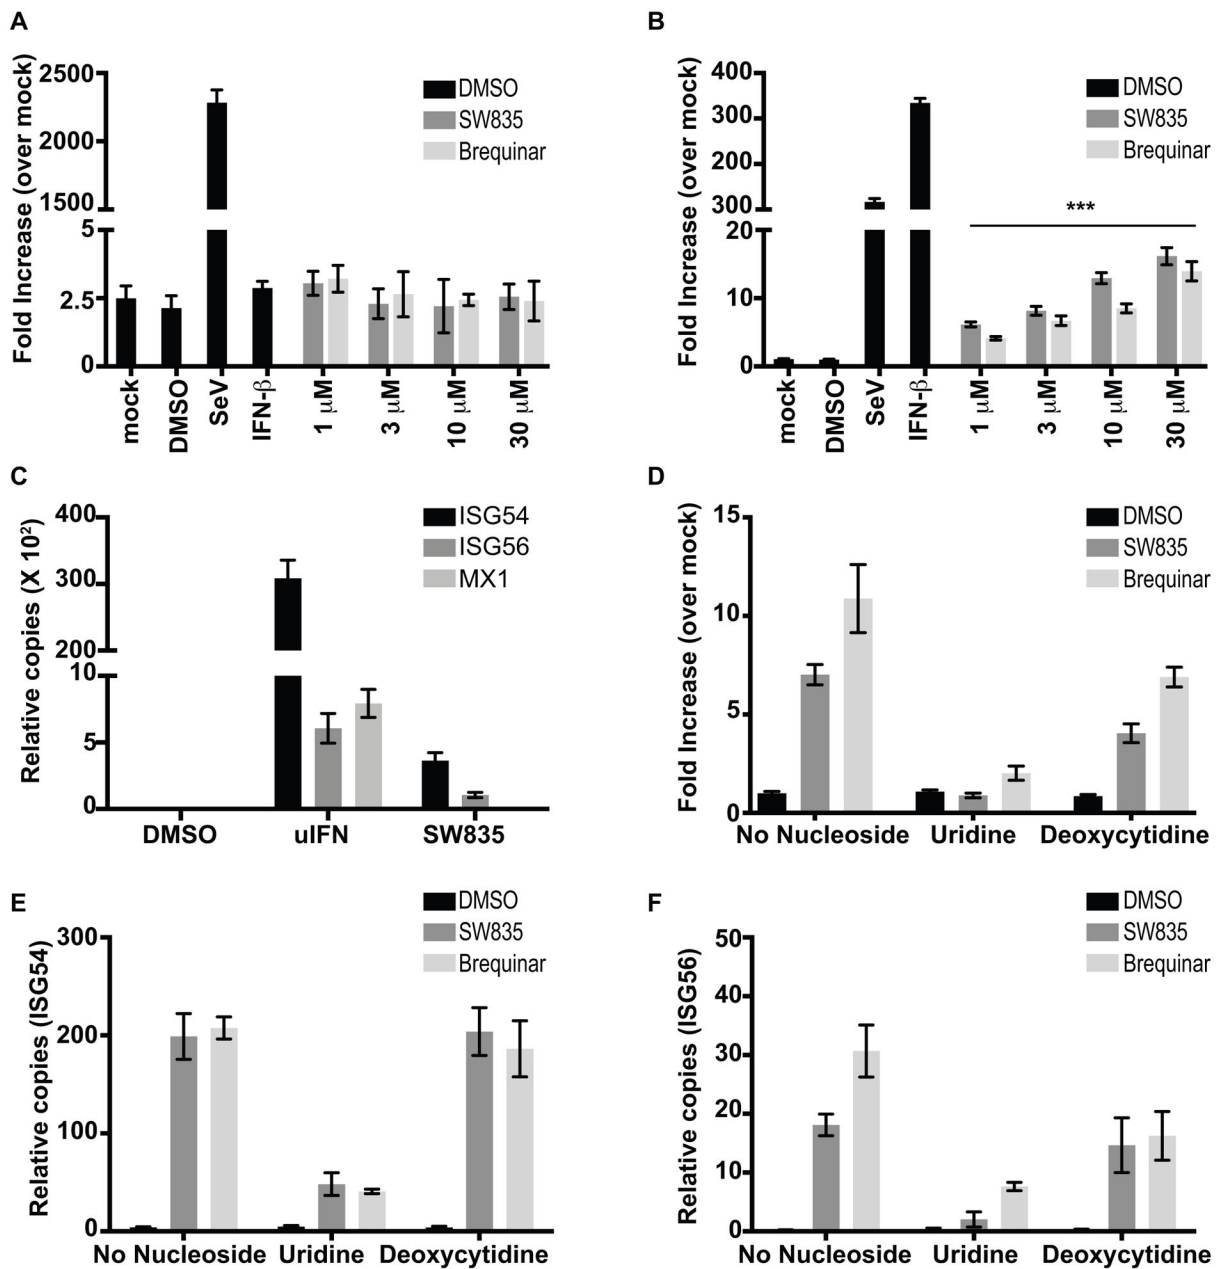 A
Fold Increase (over mock)
2500
2000
1500
5
2.5
0
DMSO
SW835
Brequinar
mock
DMSO
SeV
IFN-β
1 µM
3 µM
10 µM
30 µM
B
Fold Increase (over mock)
400
300
200
300
20
10
0
DMSO
SW835
Brequinar
***
mock
DMSO
SeV
IFN-β
1 µM
3 µM
10 µM
30 µM
C
Relative copies (X 10²)
400
300
200
10
5
0
ISG54
ISG56
MX1
DMSO
uIFN
SW835
D
Fold Increase (over mock)
15
10
5
0
DMSO
SW835
Brequinar
No Nucleoside
Uridine
Deoxycytidine
E
Relative copies (ISG54)
300
200
100
0
DMSO
SW835
Brequinar
No Nucleoside
Uridine
Deoxycytidine
F
Relative copies (ISG56)
50
40
30
20
10
0
DMSO
SW835
Brequinar
No Nucleoside
Uridine
Deoxycytidine